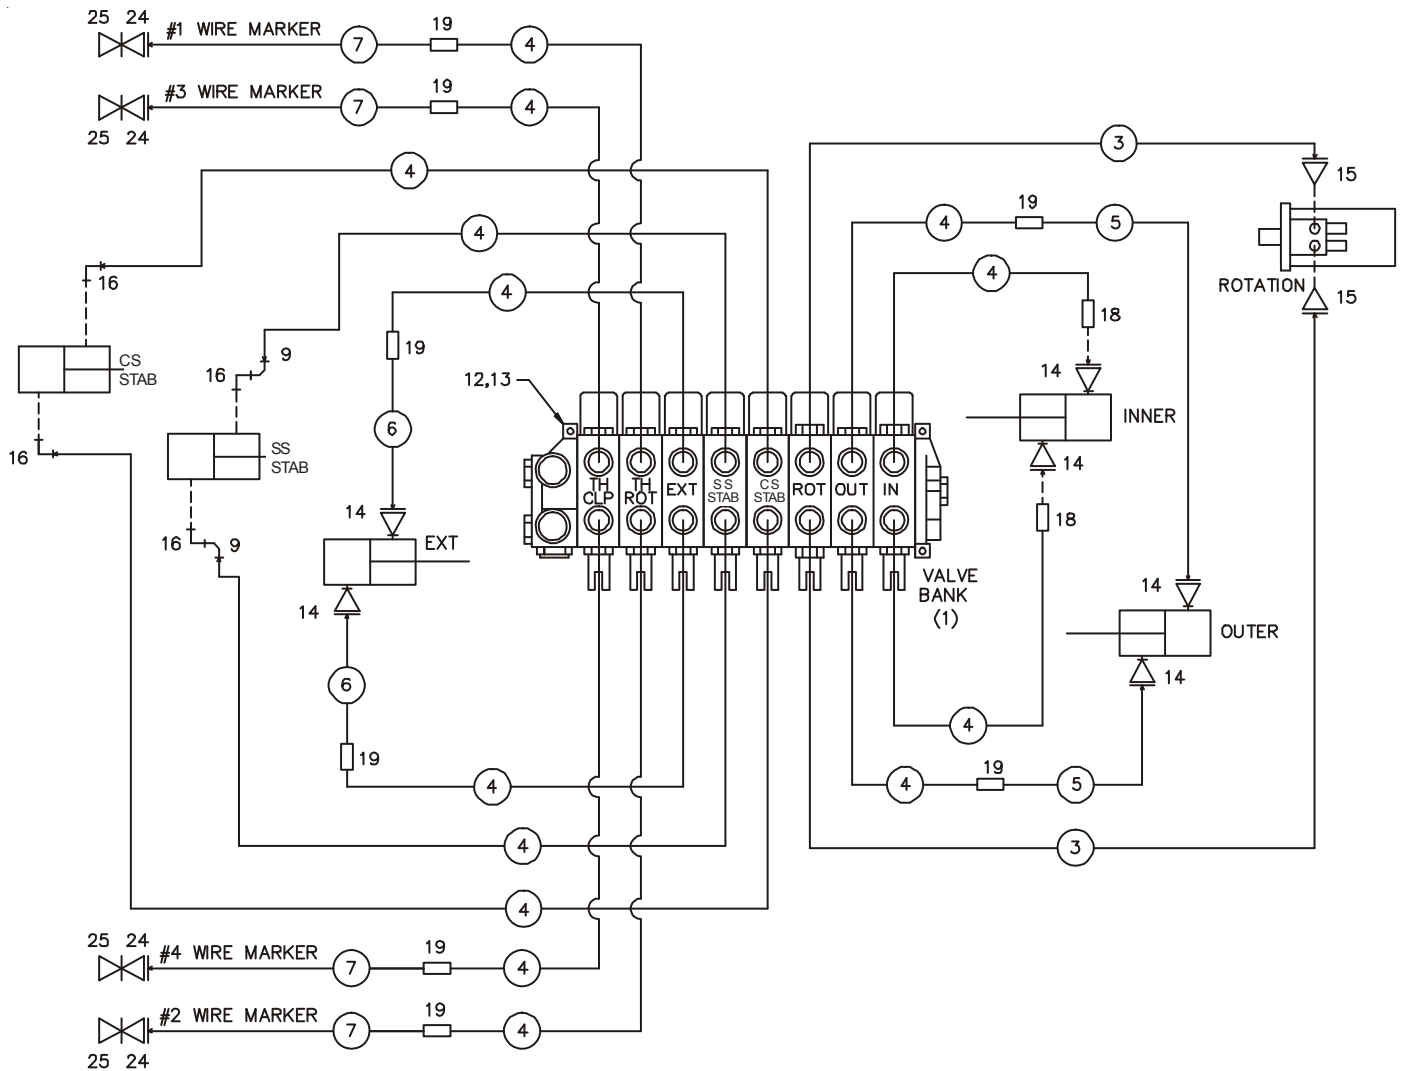 25 24
#1 WIRE MARKER
7
19
4
#3 WIRE MARKER
7
19
4
25 24
3
4
15
4
19
5
4
4
16
ROTATION
15
4
18
19
9
CS
STAB
16
14
12,13
INNER
6
16
SS
STAB
14
TH
CLP
TH
ROT
EXT
SS
STAB
CS
STAB
ROT
OUT
IN
14
18
16
9
EXT
VALVE
BANK
(1)
14
14
OUTER
14
6
4
19
4
4
19
5
4
3
4
25 24
#4 WIRE MARKER
7
19
4
#2 WIRE MARKER
7
19
4
25 24